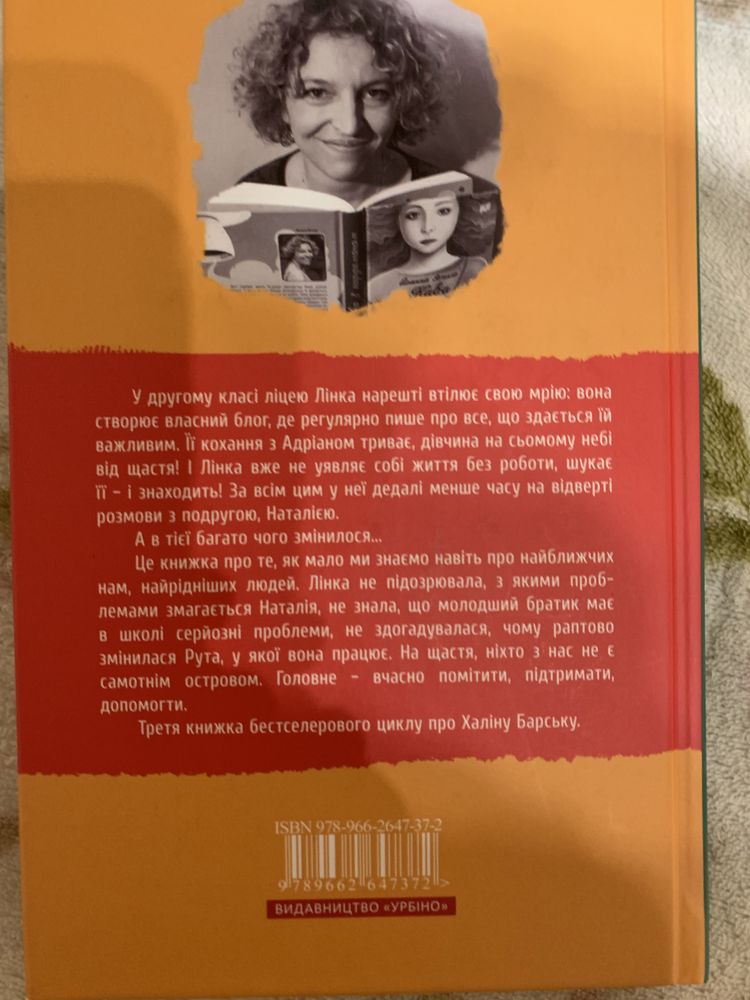 Кава
У другому класі ліцею Лінка нарешті втілює свою мрію: вона
створює власний блог, де регулярно пише про все, що здається їй
важливим. Її кохання з Адріаном триває, дівчина на сьомому небі
від щастя! І Лінка вже не уявляє собі життя без роботи, шукає
її – і знаходить! За всім цим у неї дедалі менше часу на відверті
розмови з подругою, Наталією.
А в тієї багато чого змінилося...
Це книжка про те, як мало ми знаємо навіть про найближчих
нам, найрідніших людей. Лінка не підозрювала, з якими проб-
лемами змагається Наталія, не знала, що молодший братик має
в школі серйозні проблеми, не здогадувалася, чому раптово
змінилася Рута, у якої вона працює. На щастя, ніхто з нас не є
самотнім островом. Головне – вчасно помітити, підтримати,
допомогти.
Третя книжка бестселерового циклу про Халіну Барську.
ISBN 978-966-2647-37-2
9 789662 647372 >
ВИДАВНИЦТВО «УРБІНО»